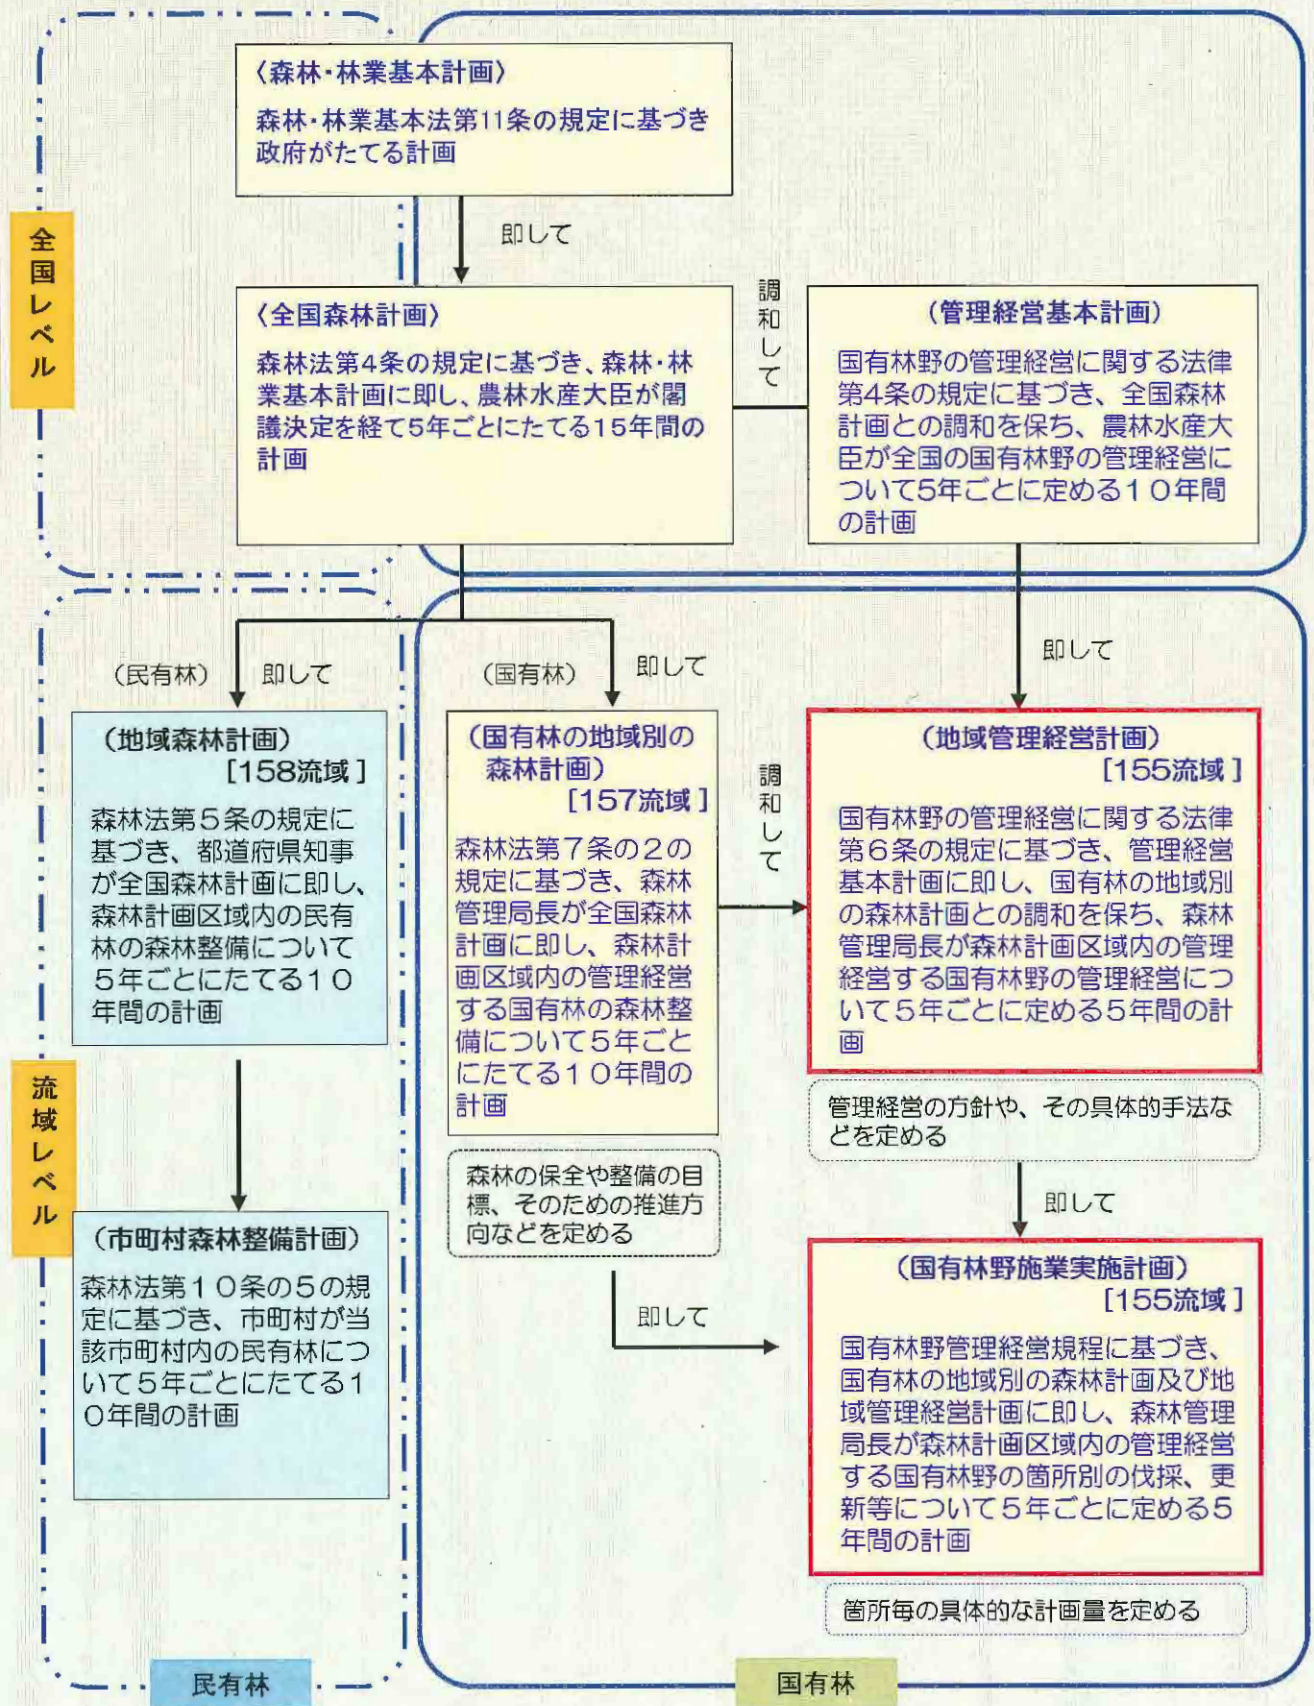 〈森林・林業基本計画〉
森林・林業基本法第11条の規定に基づき
政府がたてる計画
即して
全国レベル
〈全国森林計画〉
森林法第4条の規定に基づき、森林・林
業基本計画に即し、農林水産大臣が閣
議決定を経て5年ごとにたてる15年間の
計画
調和して
(管理経営基本計画)
国有林野の管理経営に関する法律
第4条の規定に基づき、全国森林
計画との調和を保ち、農林水産大
臣が全国の国有林野の管理経営に
ついて5年ごとに定める10年間
の計画
(民有林)
即して
(国有林)
即して
即して
(地域森林計画)
[158流域]
森林法第5条の規定に
基づき、都道府県知事
が全国森林計画に即し、
森林計画区域内の民有
林の森林整備について
5年ごとにたてる10
年間の計画
(国有林の地域別の
森林計画)
[157流域]
森林法第7条の2の
規定に基づき、森林
管理局長が全国森林
計画に即し、森林計
画区域内の管理経営
する国有林の森林整
備について5年ごと
にたてる10年間の
計画
調和して
(地域管理経営計画)
[155流域]
国有林野の管理経営に関する法律
第6条の規定に基づき、管理経営
基本計画に即し、国有林の地域別
の森林計画との調和を保ち、森林
管理局長が森林計画区域内の管理
経営する国有林野の管理経営につ
いて5年ごとに定める5年間の計
画
管理経営の方針や、その具体的手法な
どを定める
流域レベル
森林の保全や整備の目
標、そのための推進方
向などを定める
即して
(市町村森林整備計画)
森林法第10条の5の規
定に基づき、市町村が当
該市町村内の民有林につ
いて5年ごとにたてる1
0年間の計画
即して
(国有林野施業実施計画)
[155流域]
国有林野管理経営規程に基づき、
国有林の地域別の森林計画及び地
域管理経営計画に即し、森林管理
局長が森林計画区域内の管理経営
する国有林野の箇所別の伐採、更
新等について5年ごとに定める5
年間の計画
箇所毎の具体的な計画量を定める
民有林
国有林